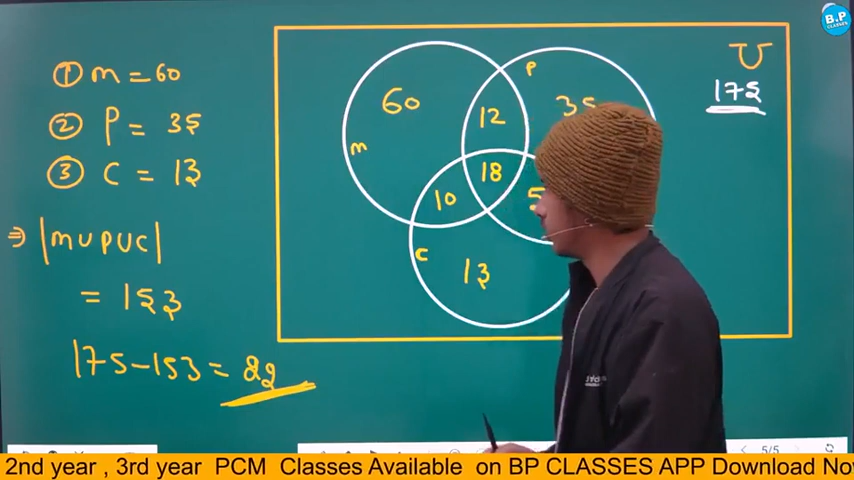 B.P
① m = 60
② P = 35
③ C = 13
⇒ |m∪P∪C|
= 153
175-153 = 22
U
175
m
60
P
12
35
18
10
5
C
13
5/5
2nd year , 3rd year PCM Classes Available on BP CLASSES APP Download Now